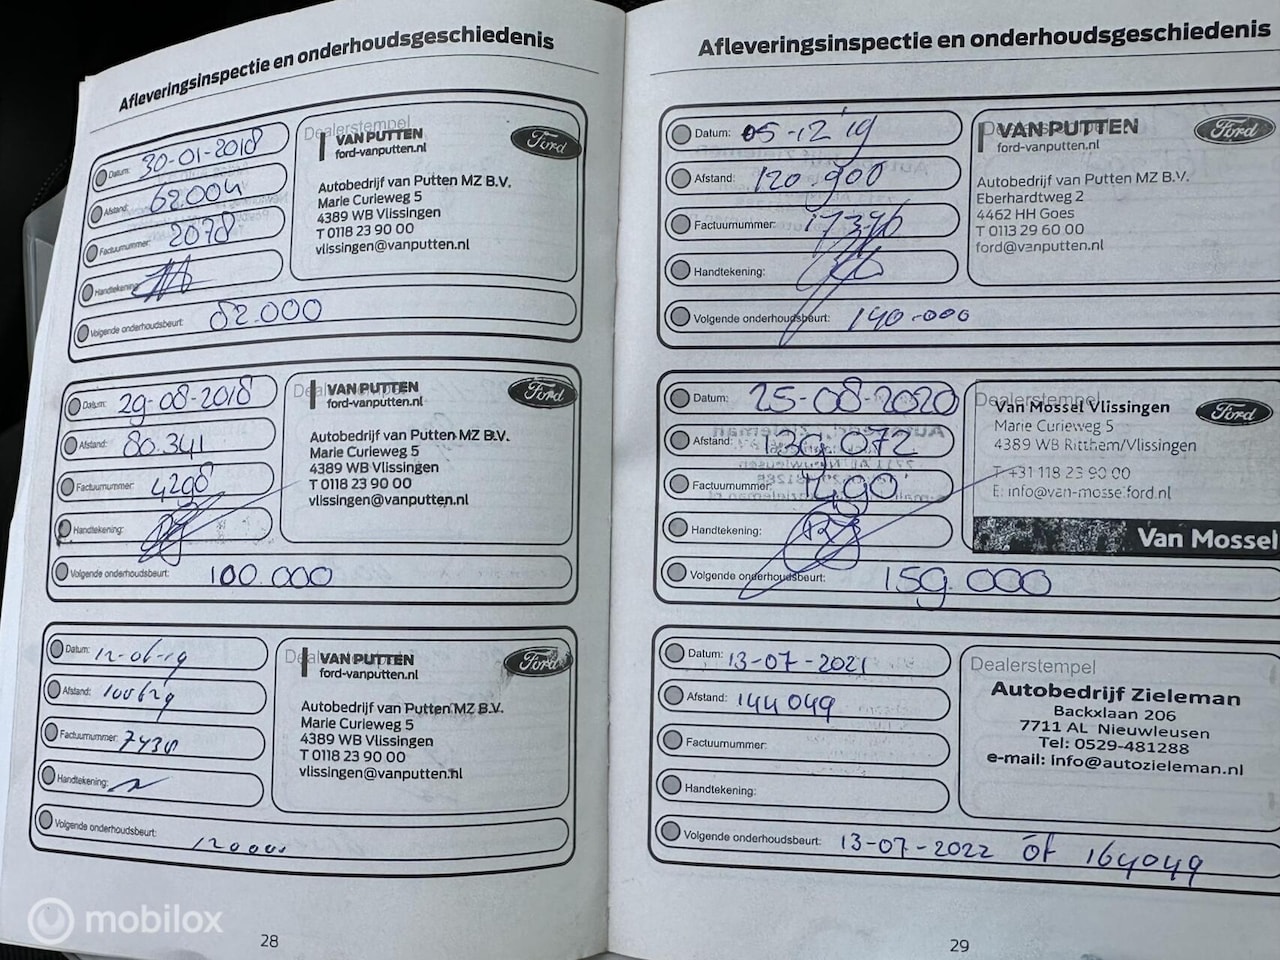 Afleveringsinspectie en onderhoudsgeschiedenis
Datum: 30-01-2018
Afstand: 62.004
Factuurnummer: 2078
Handtekening:
Volgende onderhoudsbeurt: 82.000
Dealerstempel
VAN PUTTEN
ford-vanputten.nl
Ford
Autobedrijf van Putten MZ B.V.
Marie Curieweg 5
4389 WB Vlissingen
T 0118 23 90 00
vlissingen@vanputten.nl
Datum: 29-08-2018
Afstand: 80.341
Factuurnummer: 4298
Handtekening:
Volgende onderhoudsbeurt: 100.000
VAN PUTTEN
ford-vanputten.nl
Ford
Autobedrijf van Putten MZ B.V.
Marie Curieweg 5
4389 WB Vlissingen
T 0118 23 90 00
vlissingen@vanputten.nl
Datum: 12-06-19
Afstand: 100629
Factuurnummer:
Handtekening:
Volgende onderhoudsbeurt: 120000
VAN PUTTEN
ford-vanputten.nl
Ford
Autobedrijf van Putten MZ B.V.
Marie Curieweg 5
4389 WB Vlissingen
T 0118 23 90 00
vlissingen@vanputten.nl
28
Afleveringsinspectie en onderhoudsgeschiedenis
Datum: 05-12'19
Afstand: 120.900
Factuurnummer:
Handtekening:
Volgende onderhoudsbeurt: 140.000
VAN PUTTEN
ford-vanputten.nl
Ford
Autobedrijf van Putten MZ B.V.
Eberhardtweg 2
4462 HH Goes
T 0113 29 60 00
ford@vanputten.nl
Datum: 25-08-2020
Afstand: 139.072
Factuurnummer:
Handtekening:
Volgende onderhoudsbeurt: 159.000
Dealerstempel
Van Mossel Vlissingen
Ford
Marie Curieweg 5
4389 WB Ritthem/Vlissingen
T +31 118 23 90 00
E: info@van-mossel-ford.nl
Van Mossel
Datum: 13-07-2021
Afstand: 144049
Factuurnummer:
Handtekening:
Volgende onderhoudsbeurt: 13-07-2022 óf 164049
Dealerstempel
Autobedrijf Zieleman
Backxlaan 206
7711 AL Nieuwleusen
Tel: 0529-481288
e-mail: info@autozieleman.nl
29
mobilox